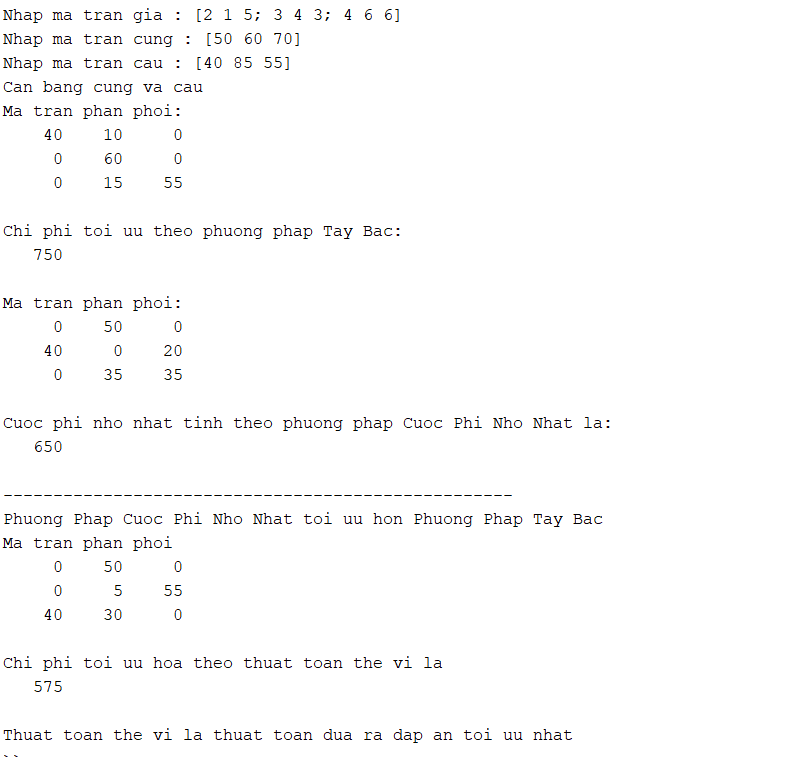 Nhap ma tran gia : [2 1 5; 3 4 3; 4 6 6]
Nhap ma tran cung : [50 60 70]
Nhap ma tran cau : [40 85 55]
Can bang cung va cau
Ma tran phan phoi:
40 10 0
0 60 0
0 15 55
Chi phi toi uu theo phuong phap Tay Bac:
750
Ma tran phan phoi:
0 50 0
40 0 20
0 35 35
Cuoc phi nho nhat tinh theo phuong phap Cuoc Phi Nho Nhat la:
650
--------------------------------------------------- 
Phuong Phap Cuoc Phi Nho Nhat toi uu hon Phuong Phap Tay Bac
Ma tran phan phoi
0 50 0
0 5 55
40 30 0
Chi phi toi uu hoa theo thuat toan the vi la
575
Thuat toan the vi la thuat toan dua ra dap an toi uu nhat